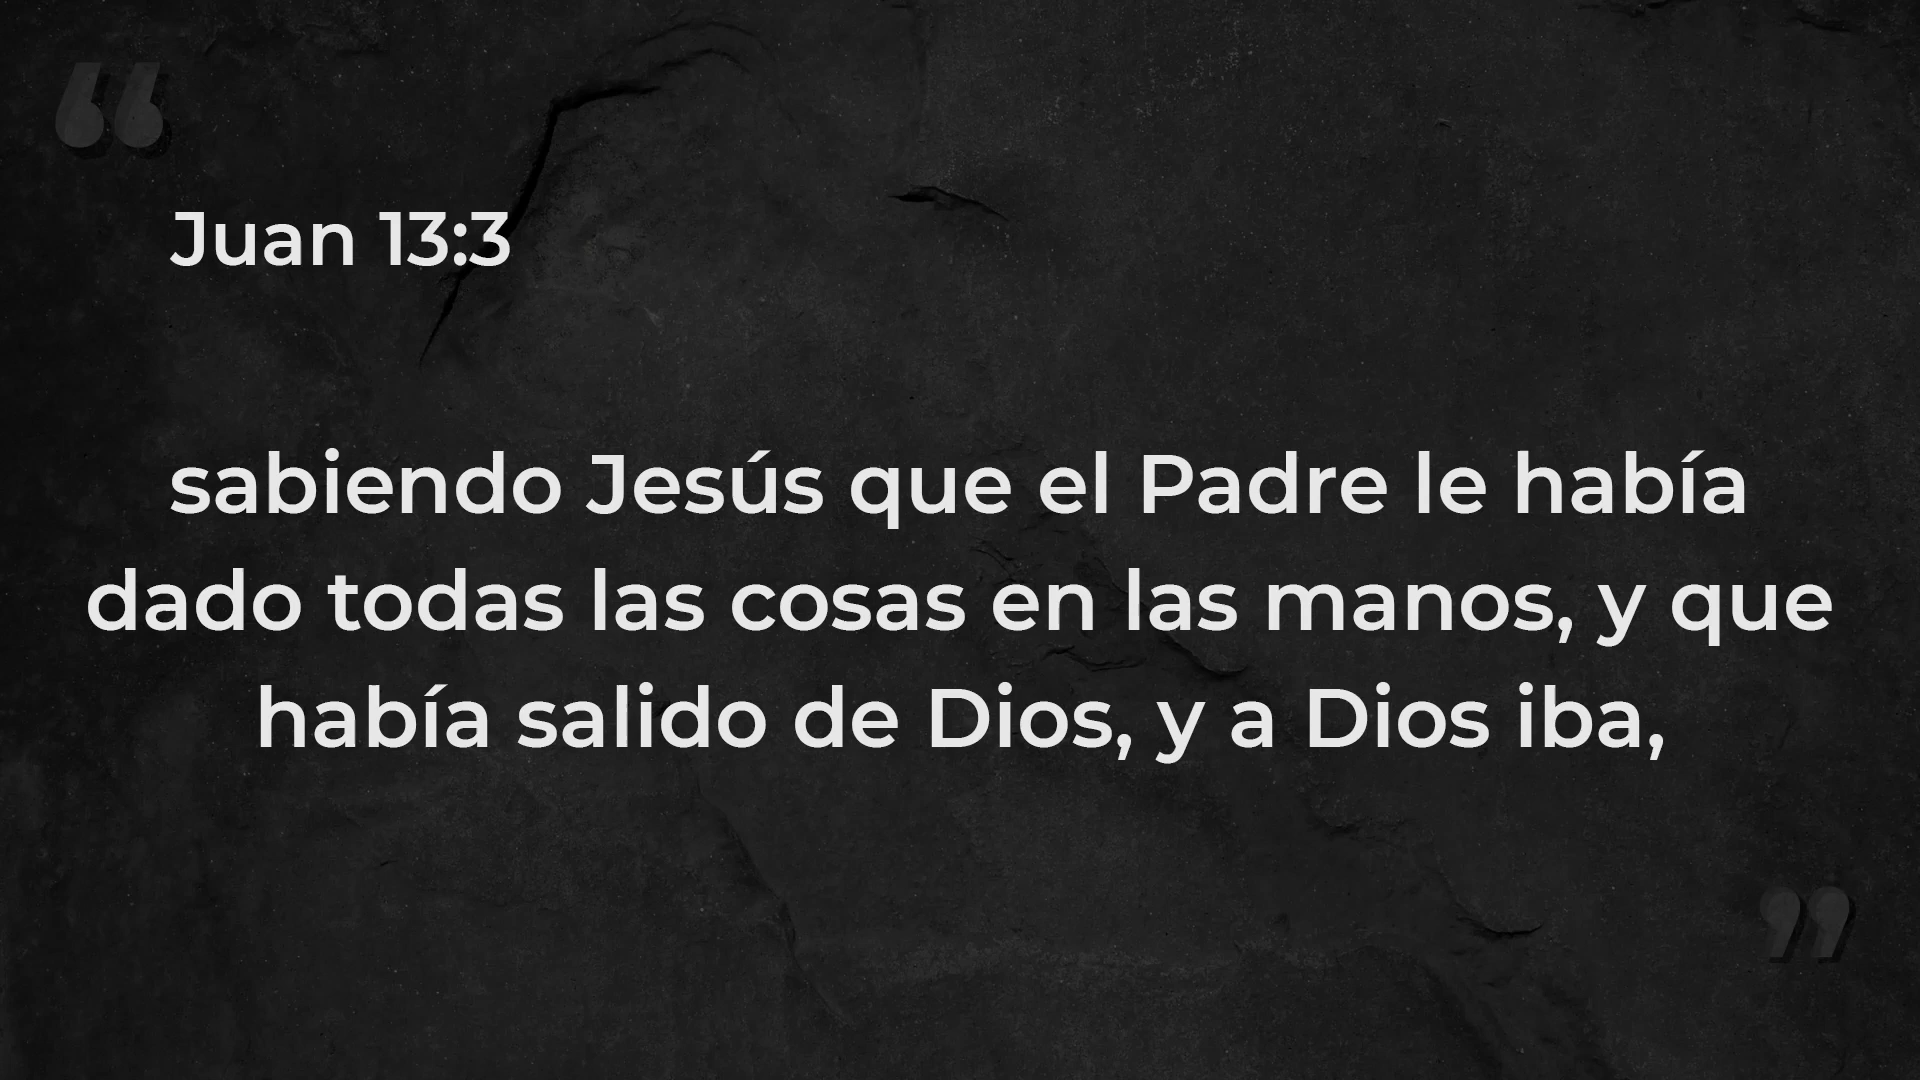 “
Juan 13:3
sabiendo Jesús que el Padre le había
dado todas las cosas en las manos, y que
había salido de Dios, y a Dios iba,
”